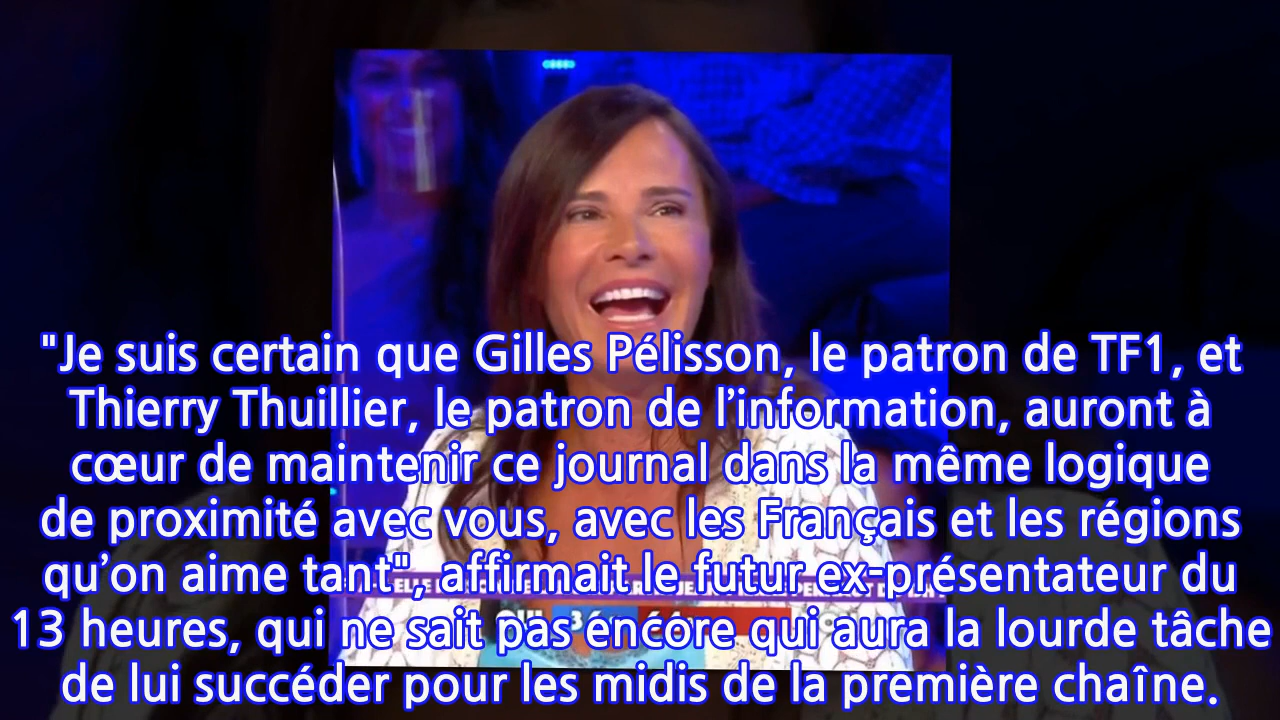 "Je suis certain que Gilles Pélisson, le patron de TF1, et
Thierry Thuillier, le patron de l’information, auront à
cœur de maintenir ce journal dans la même logique
de proximité avec vous, avec les Français et les régions
qu’on aime tant", affirmait le futur ex-présentateur du
13 heures, qui ne sait pas encore qui aura la lourde tâche
de lui succéder pour les midis de la première chaîne.